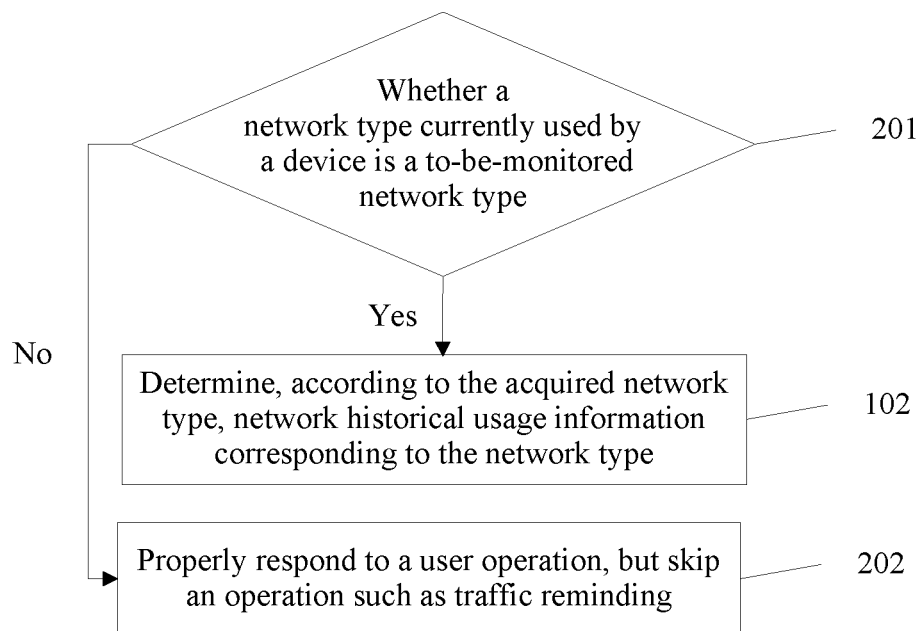 Whether a
network type currently used by
a device is a to-be-monitored
network type
201
Yes
No
Determine, according to the acquired network
type, network historical usage information
corresponding to the network type
102
Properly respond to a user operation, but skip
an operation such as traffic reminding
202